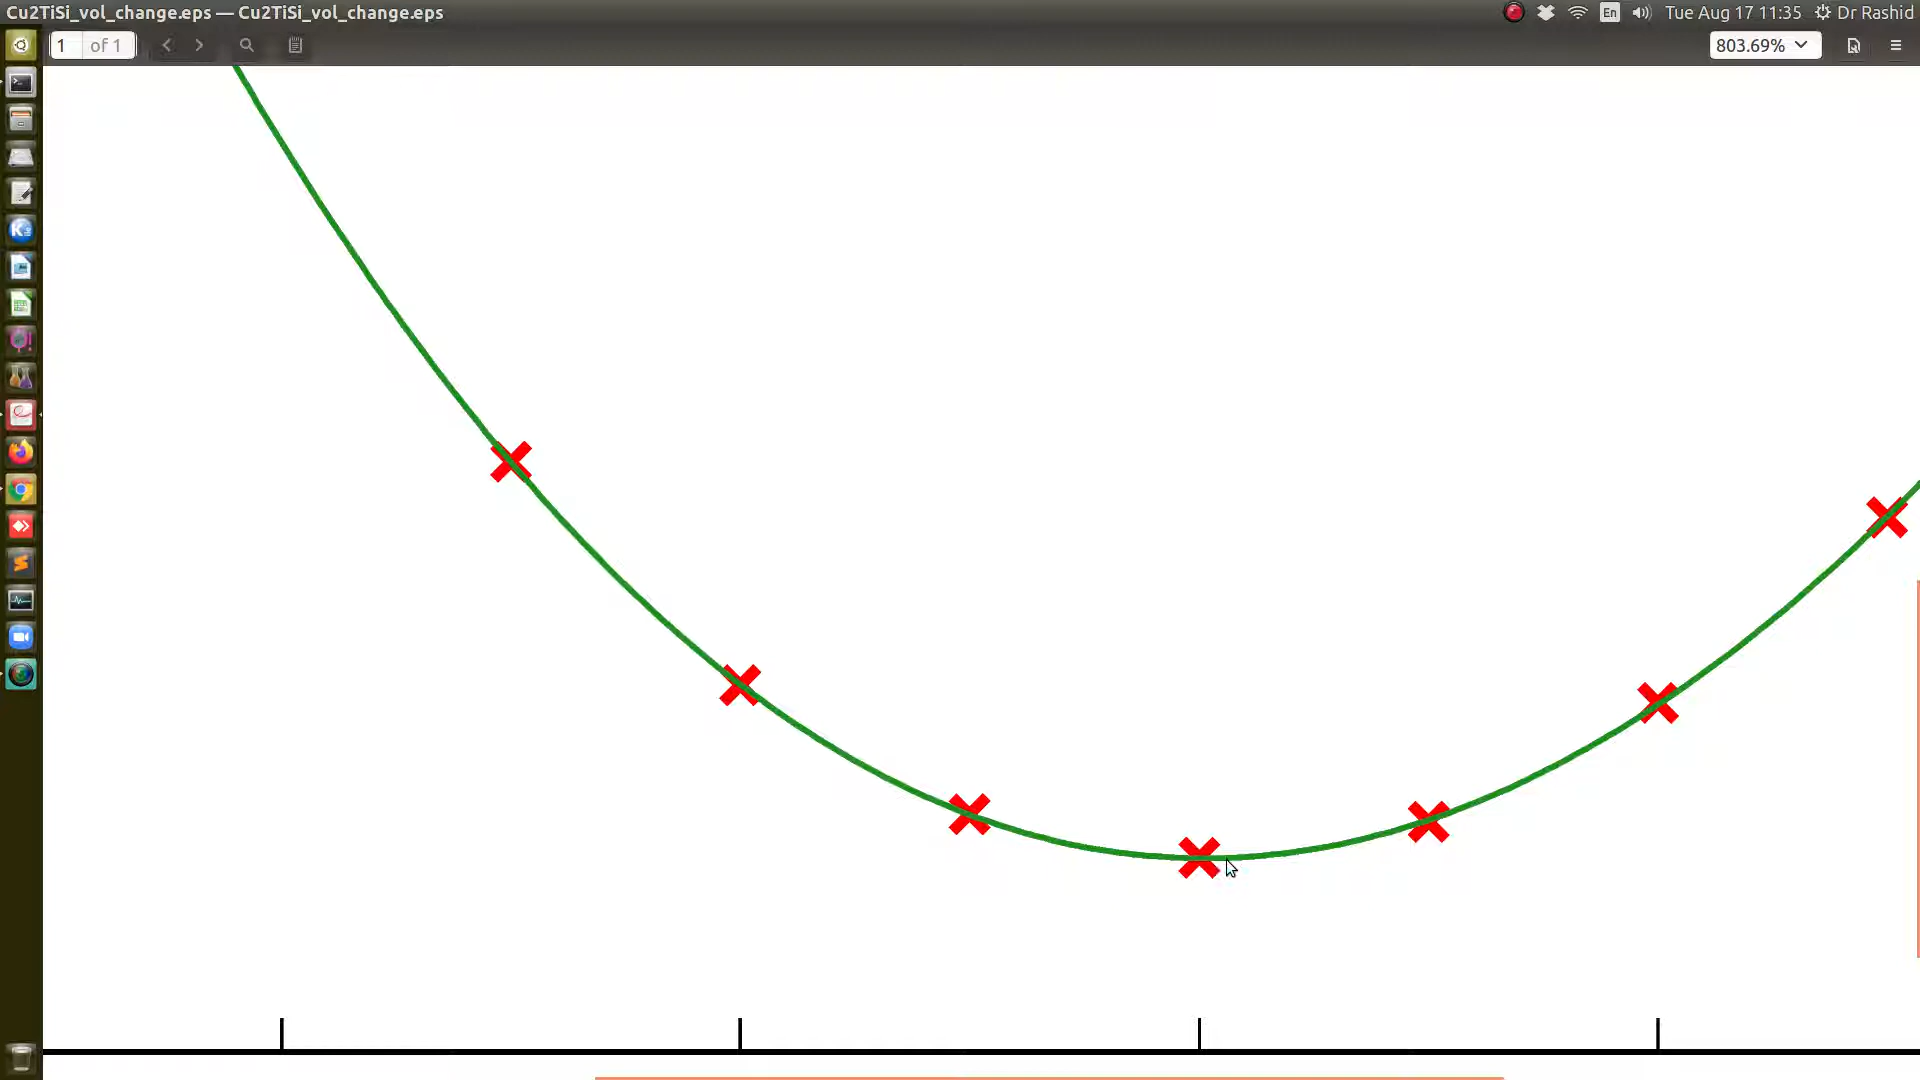 Cu2TiSi_vol_change.eps — Cu2TiSi_vol_change.eps
En
Tue Aug 17 11:35
Dr Rashid
1 of 1
803.69%